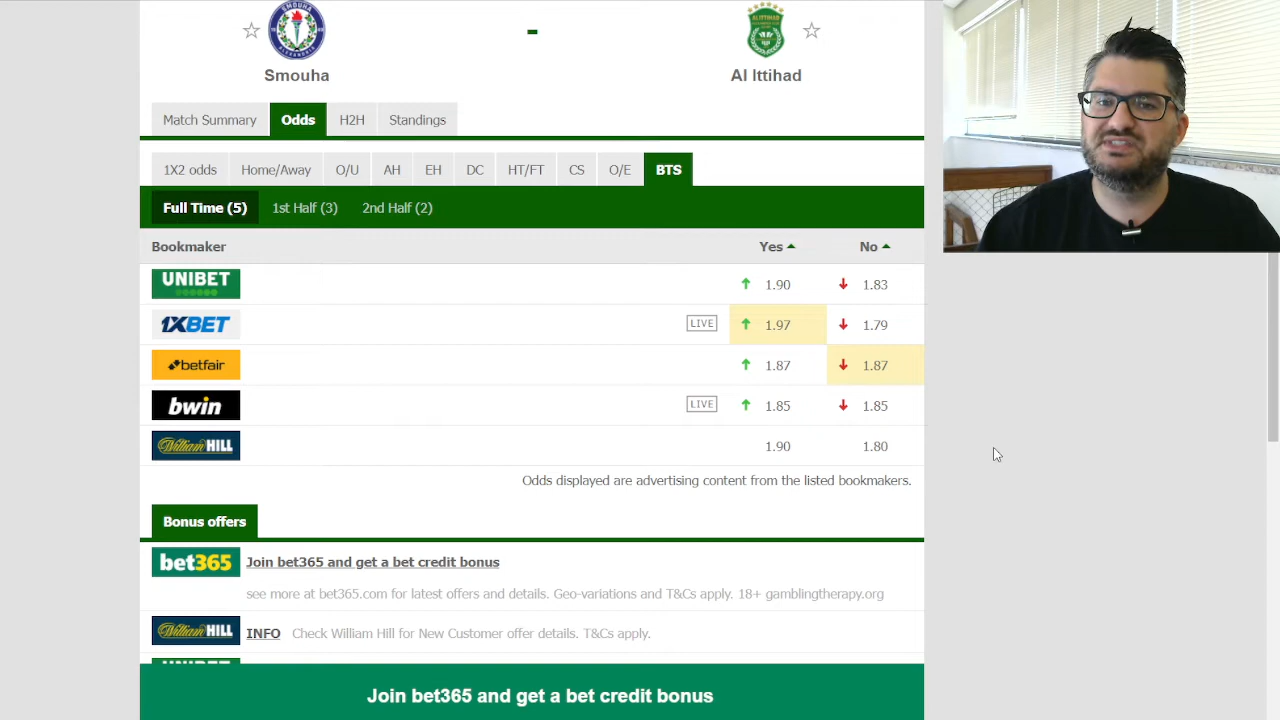 SMOUHA
AL ITTIHAD
Smouha
-
Al Ittihad
Match Summary Odds H2H Standings
1X2 odds Home/Away O/U AH EH DC HT/FT CS O/E BTS
Full Time (5) 1st Half (3) 2nd Half (2)
Bookmaker Yes No
UNIBET 1.90 1.83
1XBET LIVE 1.97 1.79
betfair 1.87 1.87
bwin LIVE 1.85 1.85
William HILL 1.90 1.80
Odds displayed are advertising content from the listed bookmakers.
Bonus offers
bet365 Join bet365 and get a bet credit bonus
see more at bet365.com for latest offers and details. Geo-variations and T&Cs apply. 18+ gamblingtherapy.org
William HILL INFO Check William Hill for New Customer offer details. T&Cs apply.
UNIBET
Join bet365 and get a bet credit bonus